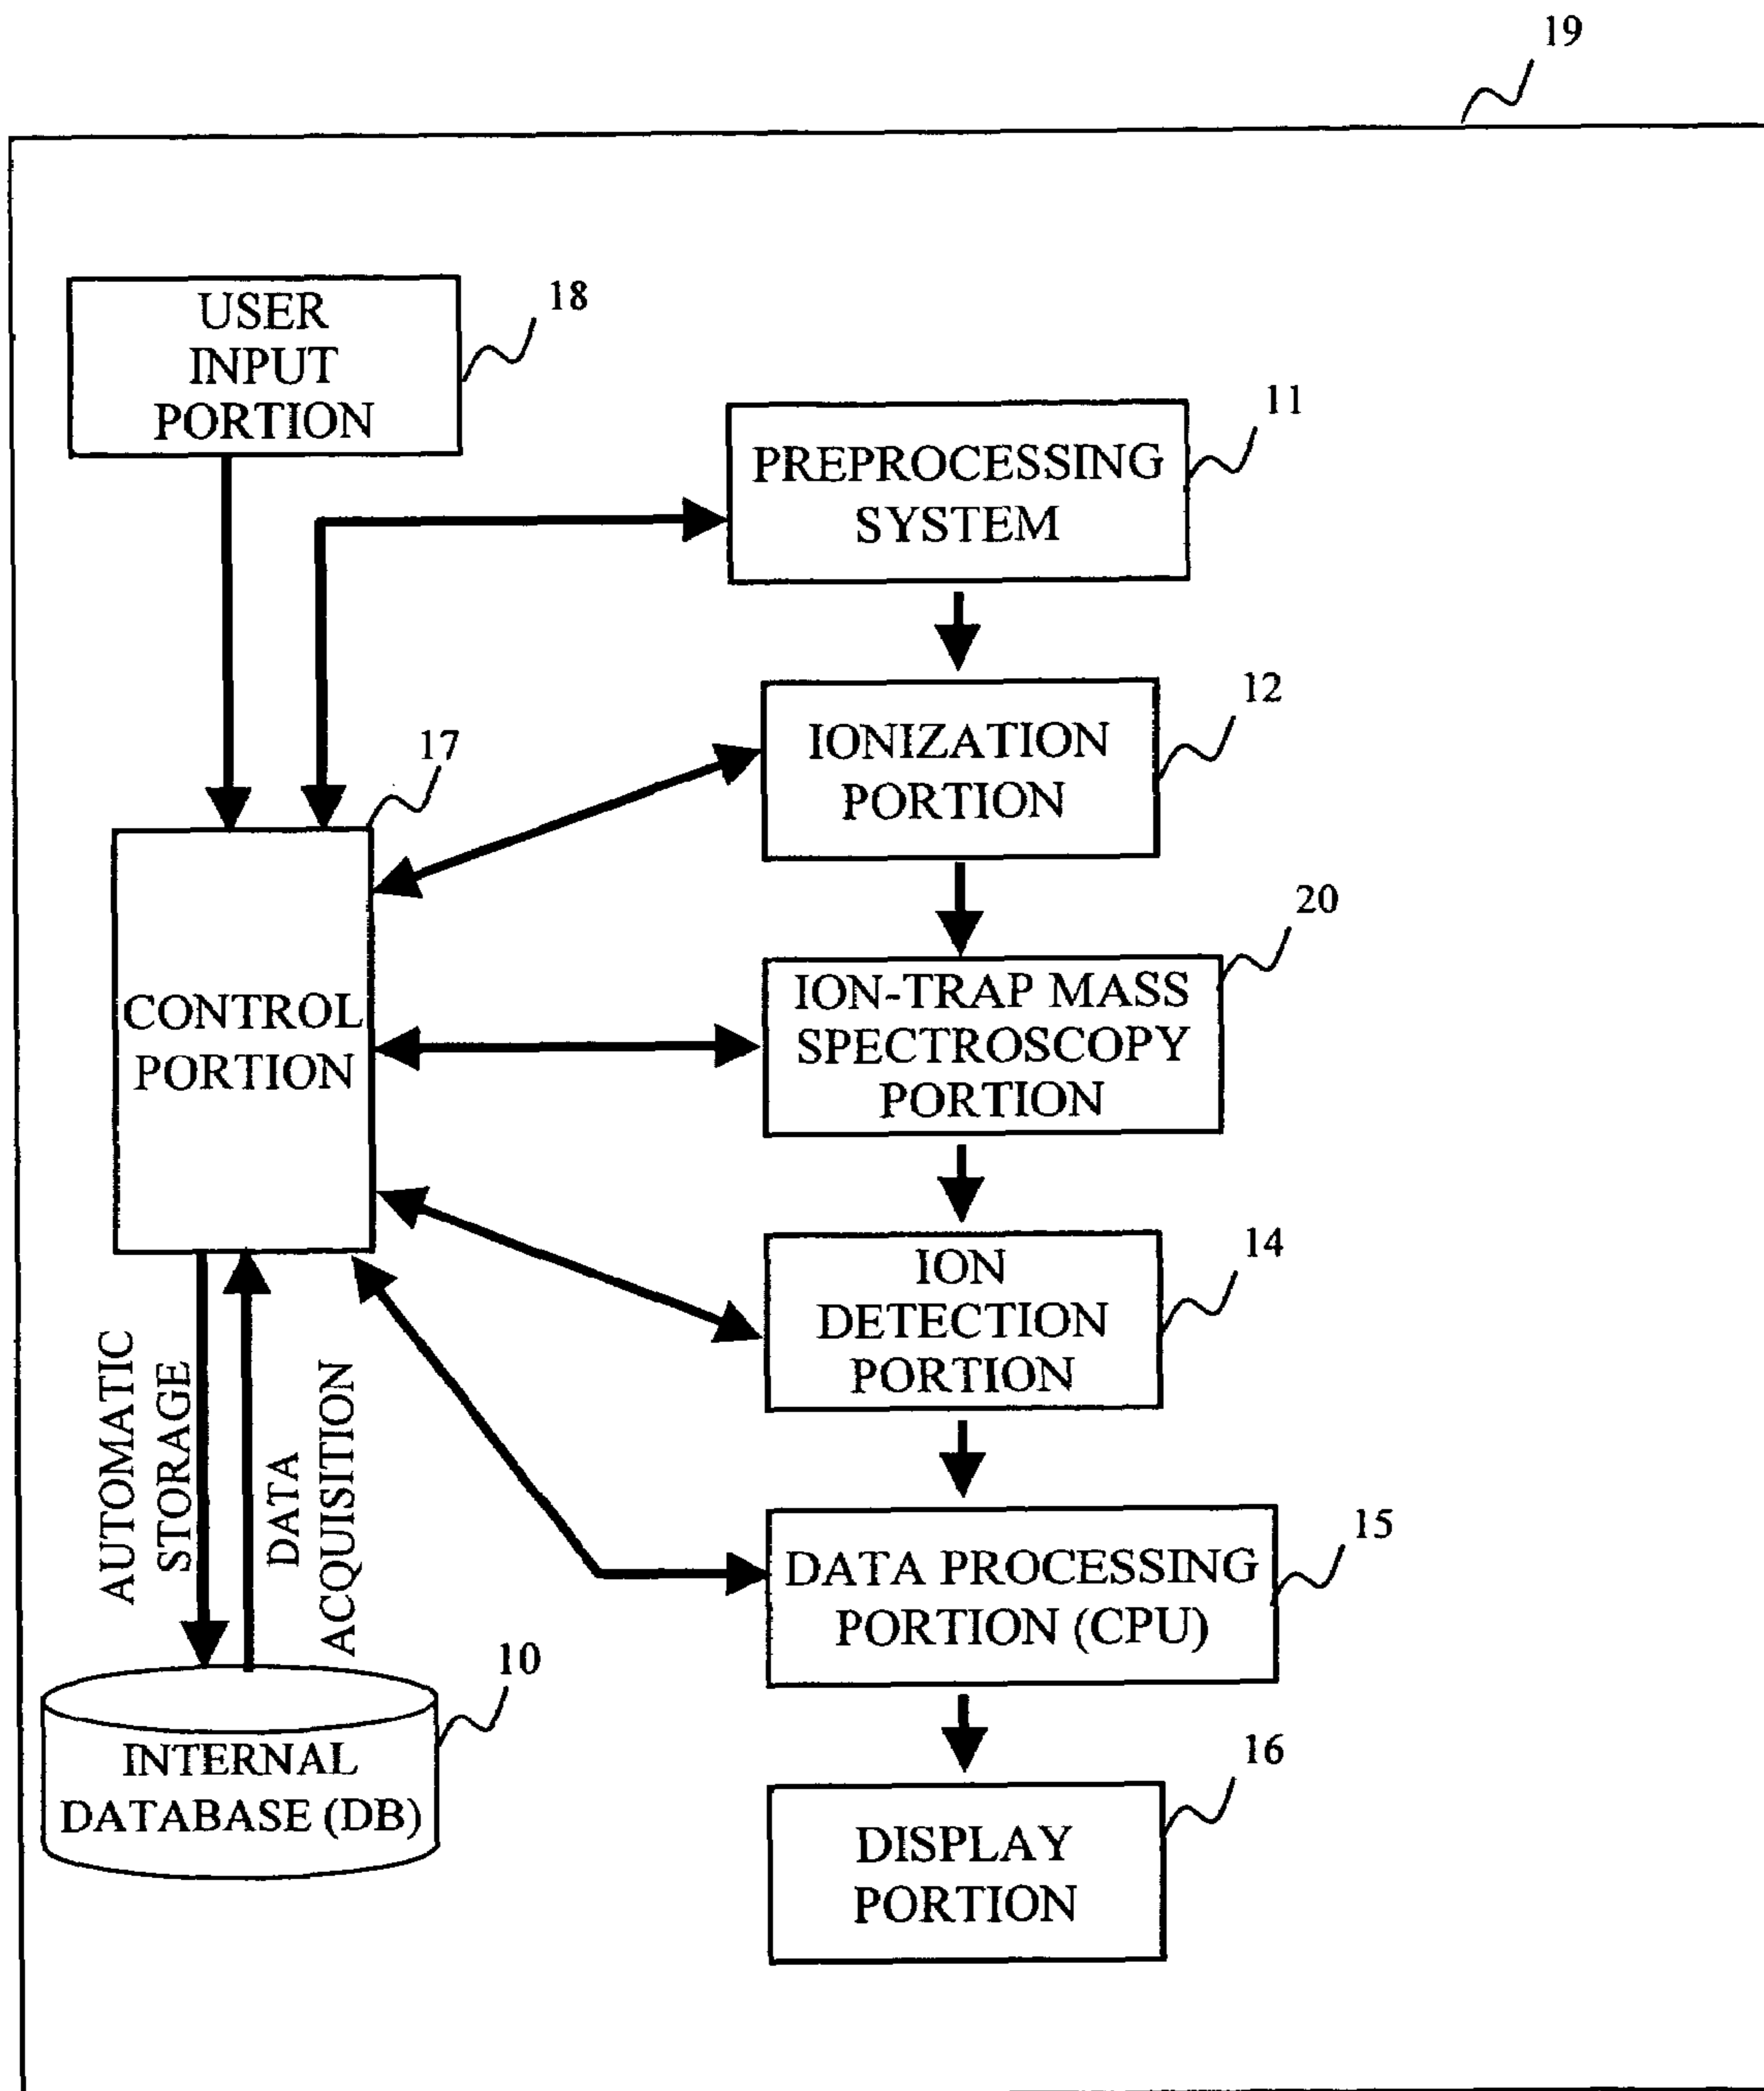 19
USER
INPUT
PORTION
18
PREPROCESSING
SYSTEM
11
IONIZATION
PORTION
12
17
CONTROL
PORTION
ION-TRAP MASS
SPECTROSCOPY
PORTION
20
ION
DETECTION
PORTION
14
AUTOMATIC
STORAGE
DATA
ACQUISITION
DATA PROCESSING
PORTION (CPU)
15
INTERNAL
DATABASE (DB)
10
DISPLAY
PORTION
16